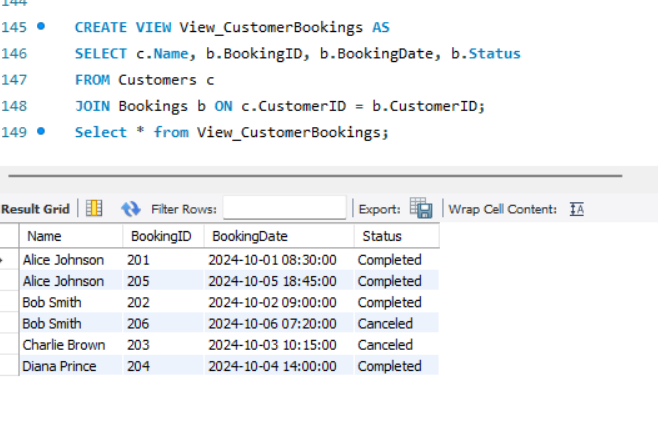 144
145 CREATE VIEW View_CustomerBookings AS
146 SELECT c.Name, b.BookingID, b.BookingDate, b.Status
147 FROM Customers c
148 JOIN Bookings b ON c.CustomerID = b.CustomerID;
149 Select * from View_CustomerBookings;
Result Grid Filter Rows: Export: Wrap Cell Content: IA
Name BookingID BookingDate Status
Alice Johnson 201 2024-10-01 08:30:00 Completed
Alice Johnson 205 2024-10-05 18:45:00 Completed
Bob Smith 202 2024-10-02 09:00:00 Completed
Bob Smith 206 2024-10-06 07:20:00 Canceled
Charlie Brown 203 2024-10-03 10:15:00 Canceled
Diana Prince 204 2024-10-04 14:00:00 Completed